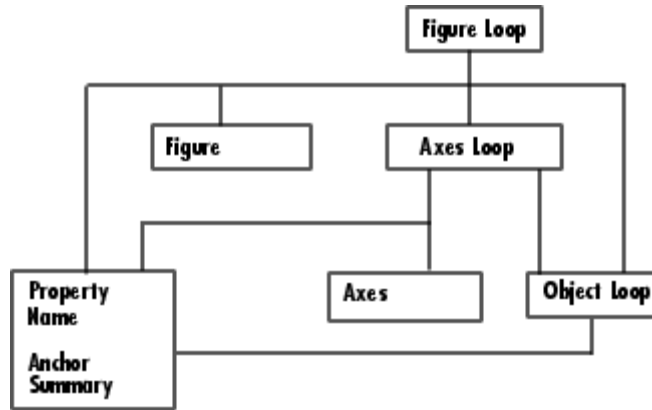 Figure Loop
Figure
Axes Loop
Property
Name
Anchor
Summary
Axes
Object Loop